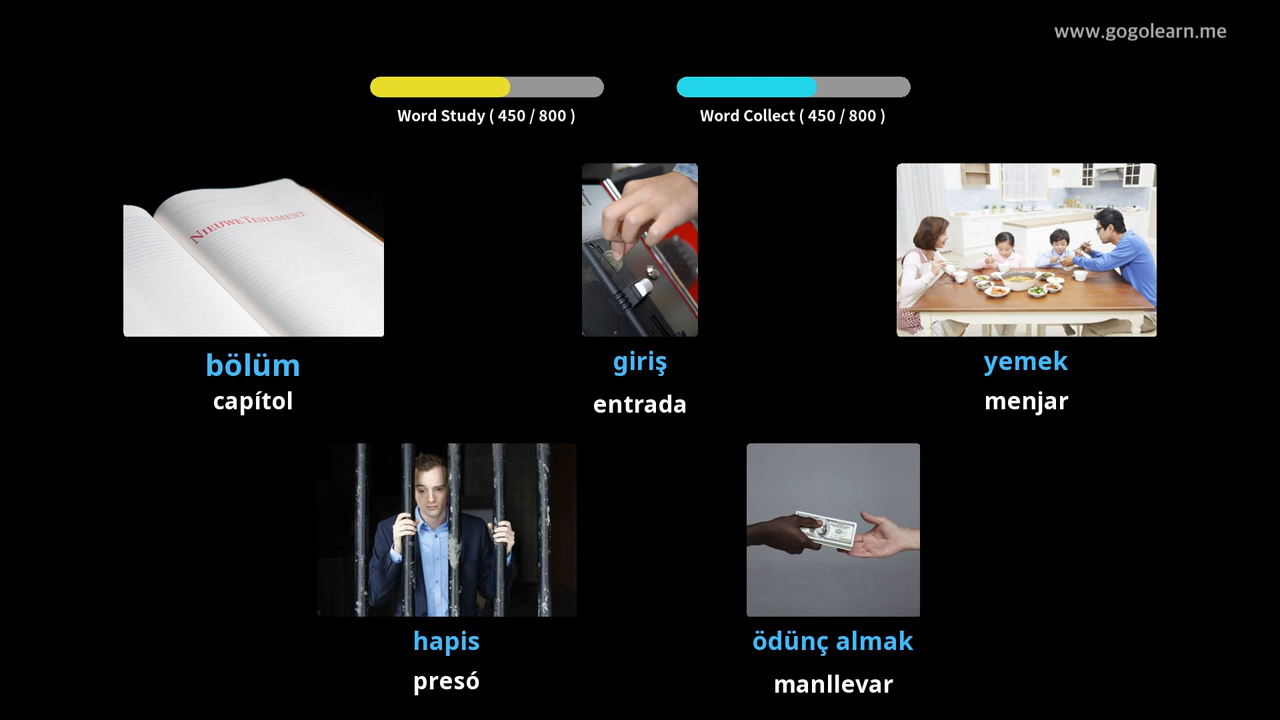 www.gogolearn.me
Word Study ( 450 / 800 )
Word Collect ( 450 / 800 )
NIEUWE TESTAMENT
bölüm
capítol
giriş
entrada
yemek
menjar
hapis
presó
ödünç almak
manllevar